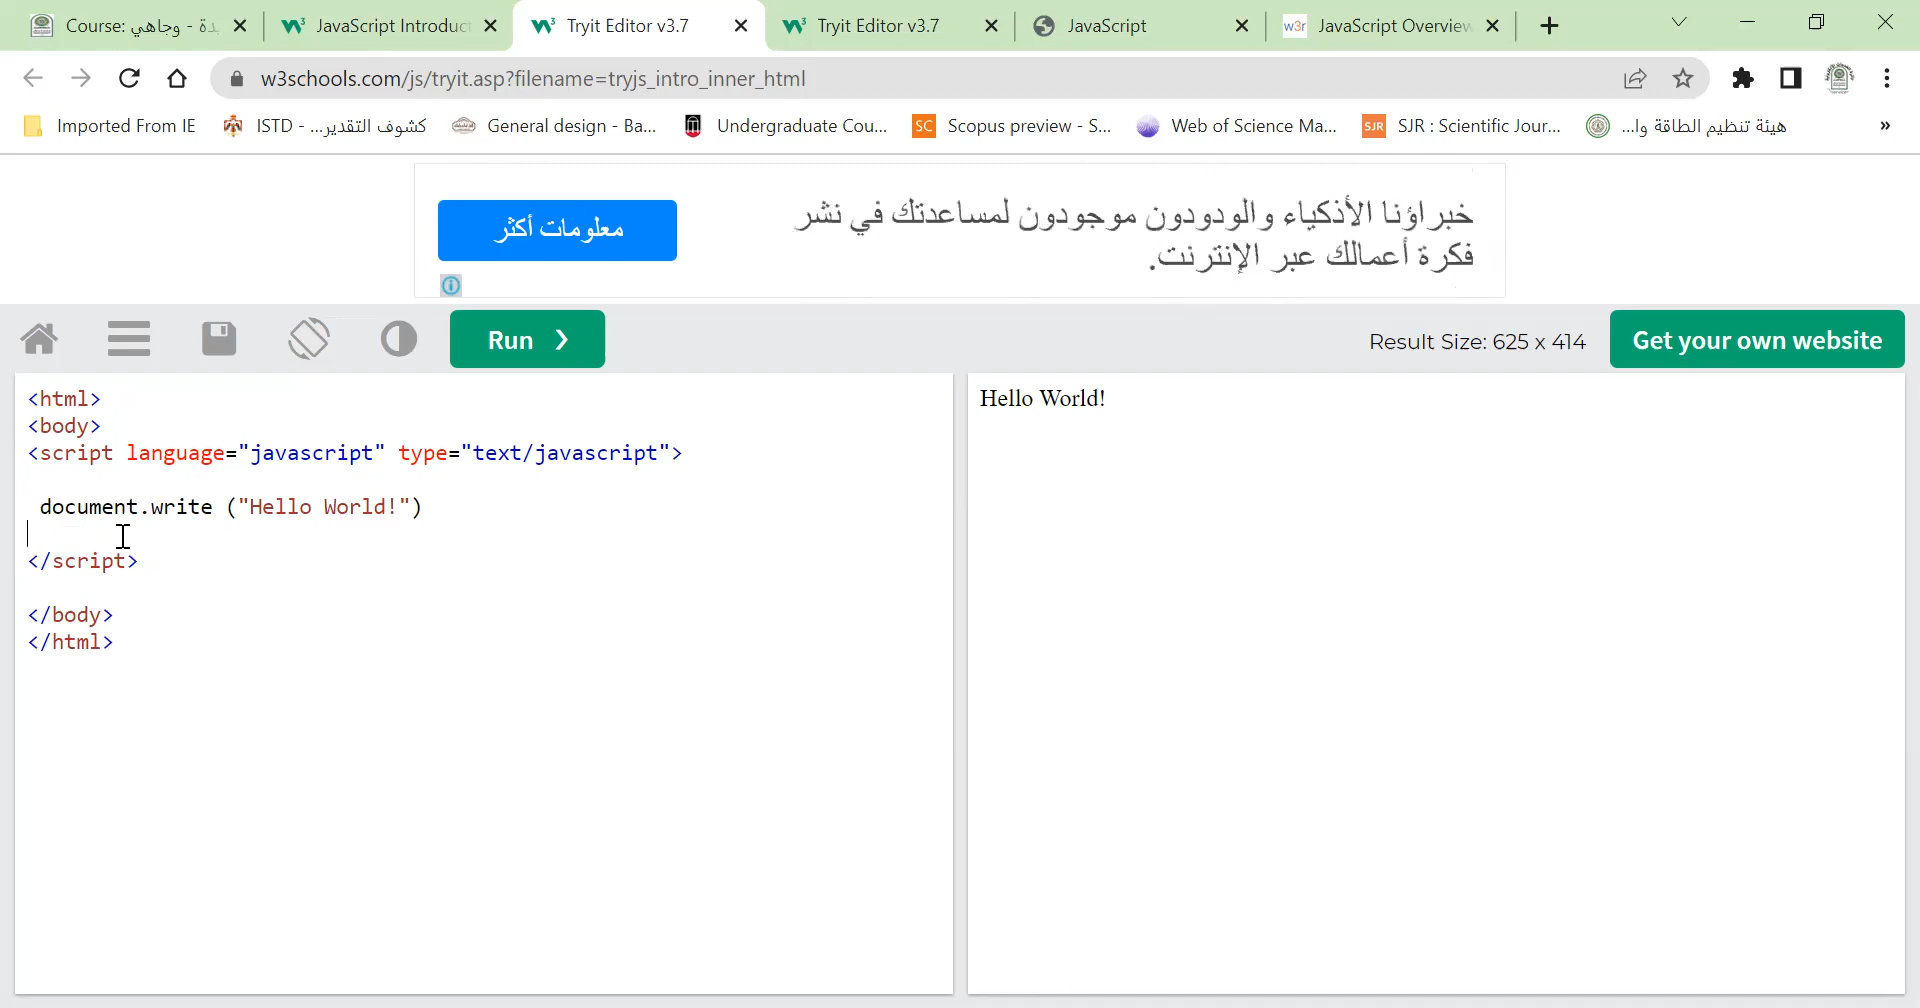 Course: دة - وجاهي
JavaScript Introduct
Tryit Editor v3.7
Tryit Editor v3.7
JavaScript
w3r JavaScript Overview
w3schools.com/js/tryit.asp?filename=tryjs_intro_inner_html
Imported From IE
ISTD - ...كشوف التقدير
General design - Ba...
Undergraduate Cou...
SC Scopus preview - S...
Web of Science Ma...
SJR SJR : Scientific Jour...
هيئة تنظيم الطاقة وا...
»
خبراؤنا الأذكياء والودودون موجودون لمساعدتك في نشر
فكرة أعمالك عبر الإنترنت.
معلومات أكثر
Run ❯
Result Size: 625 x 414
Get your own website
<html>
<body>
<script language="javascript" type="text/javascript">
document.write ("Hello World!")
</script>
</body>
</html>
Hello World!